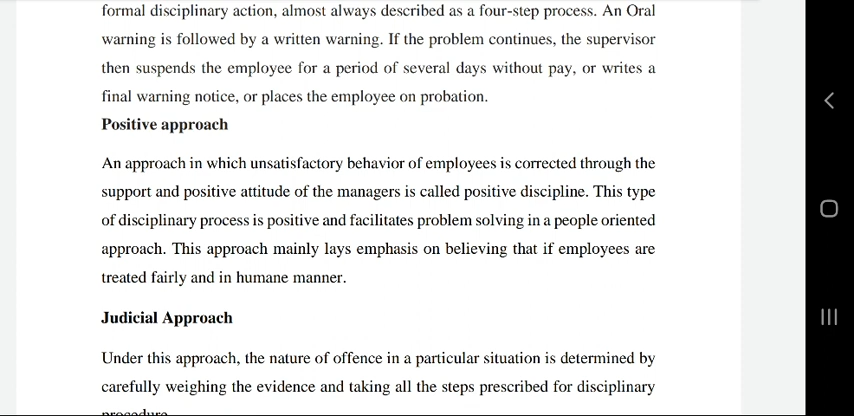 formal disciplinary action, almost always described as a four-step process. An Oral
warning is followed by a written warning. If the problem continues, the supervisor
then suspends the employee for a period of several days without pay, or writes a
final warning notice, or places the employee on probation.
Positive approach
An approach in which unsatisfactory behavior of employees is corrected through the
support and positive attitude of the managers is called positive discipline. This type
of disciplinary process is positive and facilitates problem solving in a people oriented
approach. This approach mainly lays emphasis on believing that if employees are
treated fairly and in humane manner.
Judicial Approach
Under this approach, the nature of offence in a particular situation is determined by
carefully weighing the evidence and taking all the steps prescribed for disciplinary
procedure